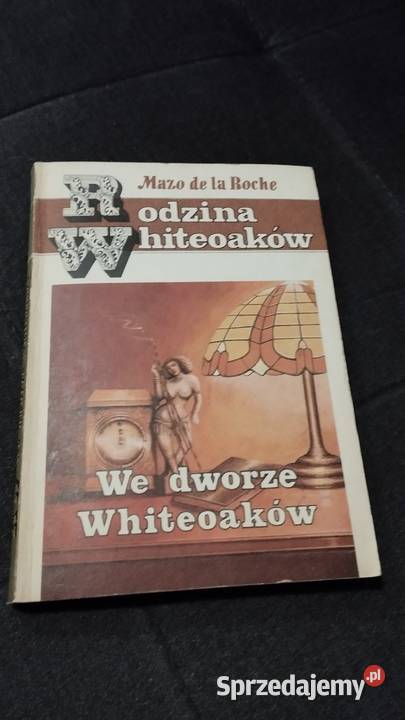 Mazo de la Roche
Rodzina
Whiteoaków
We dworze
Whiteoaków
Sprzedajemy.pl